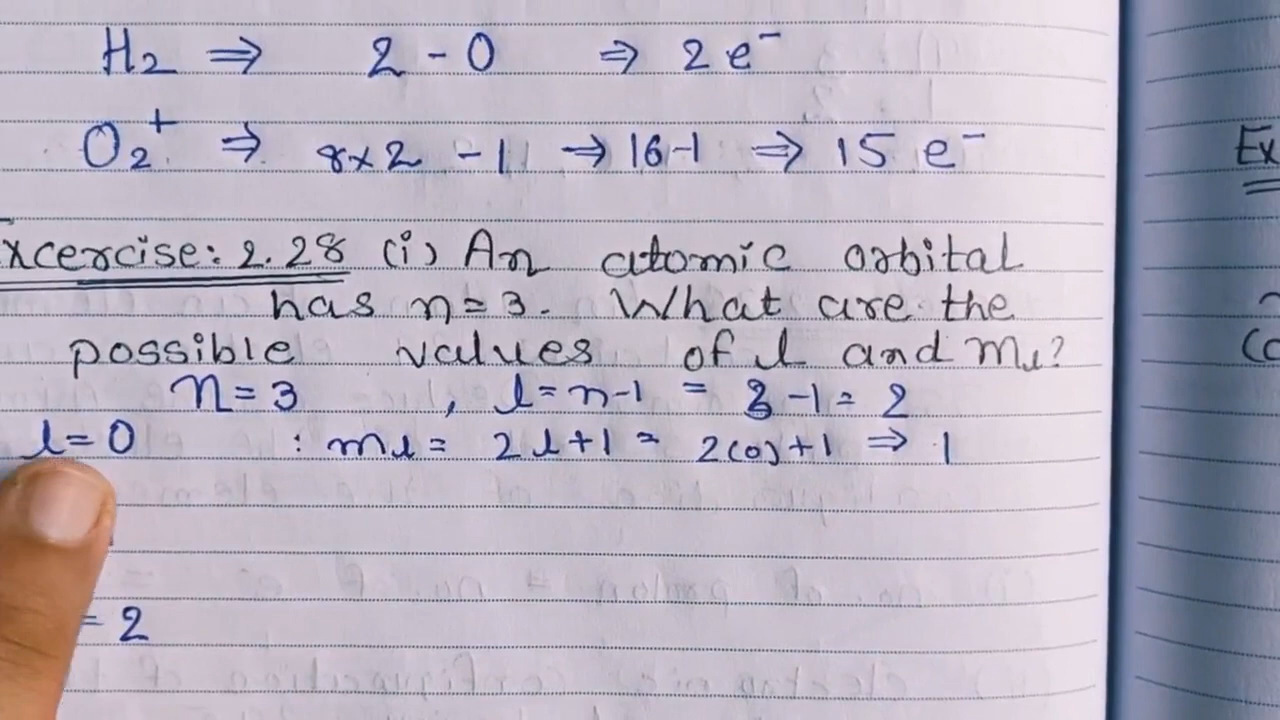 H₂ ⇒ 2 - 0 ⇒ 2 e⁻
O₂⁺ ⇒ 8×2 - 1 ⇒ 16-1 ⇒ 15 e⁻
Ex
xcercise: 2.28 (i) An atomic orbital
has n=3. What are the
possible values of l and mₗ?
n=3 , l=n-1 = 3-1=2
l=0 : mₗ= 2l+1= 2(0)+1 ⇒ 1
= 2